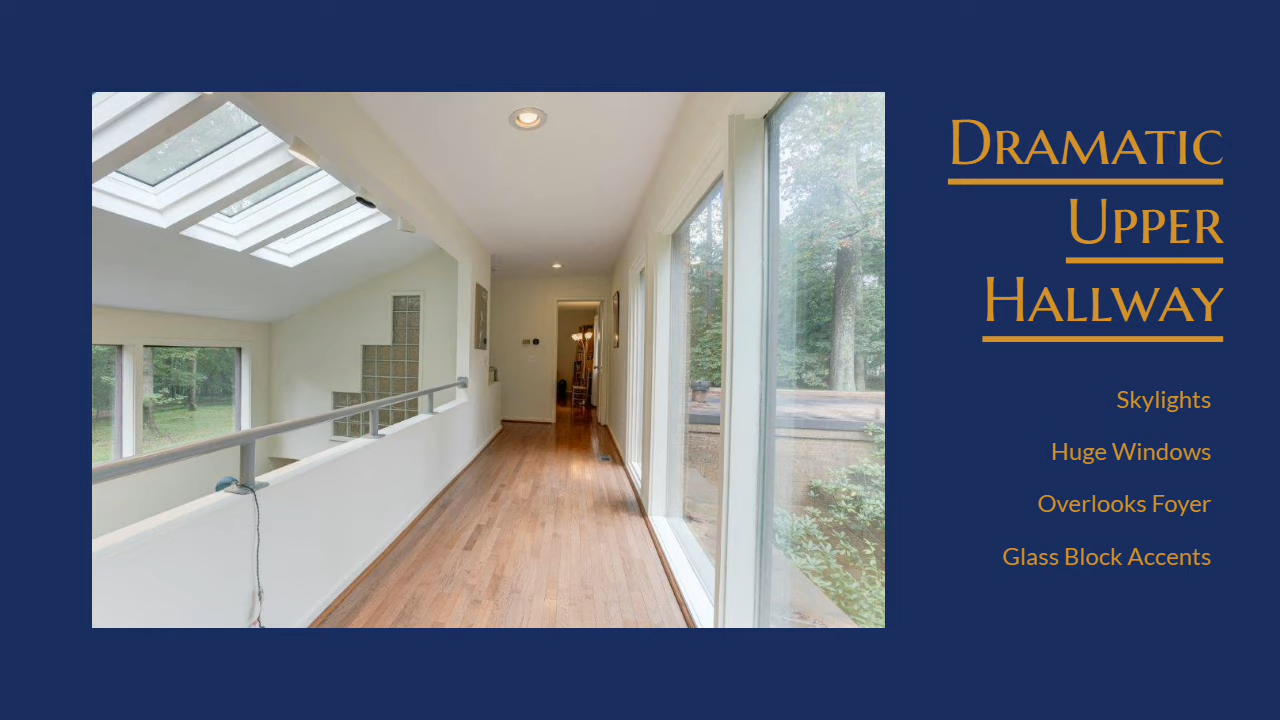 Dramatic
Upper
Hallway
Skylights
Huge Windows
Overlooks Foyer
Glass Block Accents